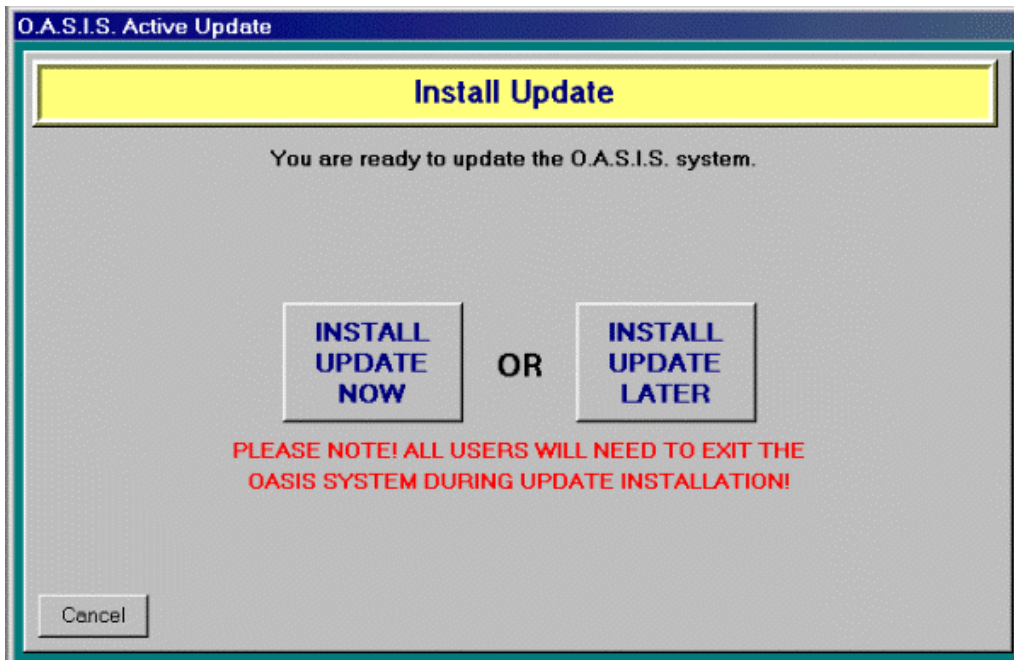 O.A.S.I.S. Active Update
Install Update
You are ready to update the O.A.S.I.S. system.
INSTALL
UPDATE
NOW
OR
INSTALL
UPDATE
LATER
PLEASE NOTE! ALL USERS WILL NEED TO EXIT THE
OASIS SYSTEM DURING UPDATE INSTALLATION!
Cancel